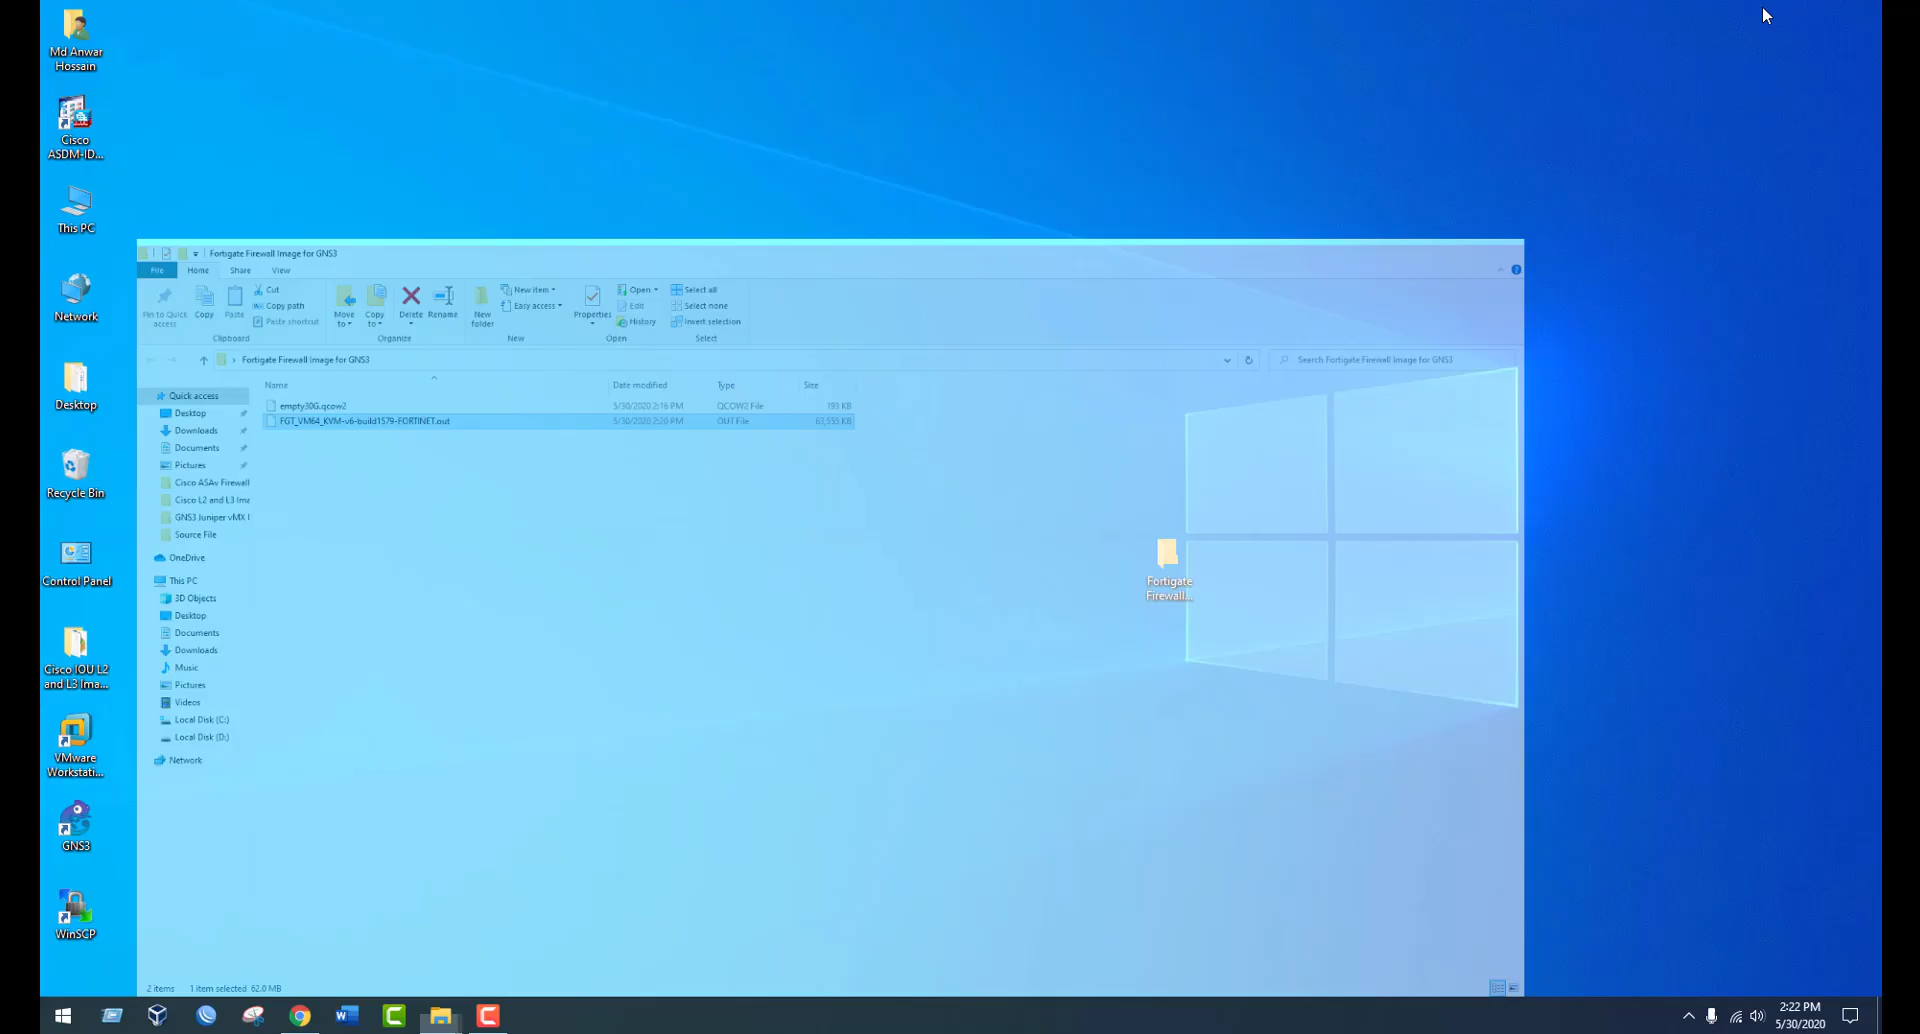 Md Anwar
Hossain
Cisco
ASDM-ID...
This PC
Network
Desktop
Recycle Bin
Control Panel
Cisco IOU L2
and L3 Ima...
VMware
Workstati...
GNS3
WinSCP
Fortigate Firewall Image for GNS3
File Home Share View
Pin to Quick
access
Copy
Paste
Cut
Copy path
Paste shortcut
Clipboard
Move
to
Copy
to
Delete
Rename
Organize
New
folder
New item
Easy access
New
Properties
Open
Edit
History
Open
Select all
Select none
Invert selection
Select
Fortigate Firewall Image for GNS3
Search Fortigate Firewall Image for GNS3
Name Date modified Type Size
empty30G.qcow2 5/30/2020 2:16 PM QCOW2 File 193 KB
FGT_VM64_KVM-v6-build1579-FORTINET.out 5/30/2020 2:20 PM OUT File 63,555 KB
Quick access
Desktop
Downloads
Documents
Pictures
Cisco ASAv Firewall
Cisco L2 and L3 Ima
GNS3 Juniper vMX I
Source File
OneDrive
This PC
3D Objects
Desktop
Documents
Downloads
Music
Pictures
Videos
Local Disk (C:)
Local Disk (D:)
Network
Fortigate
Firewall...
2 items 1 item selected 62.0 MB
2:22 PM
5/30/2020